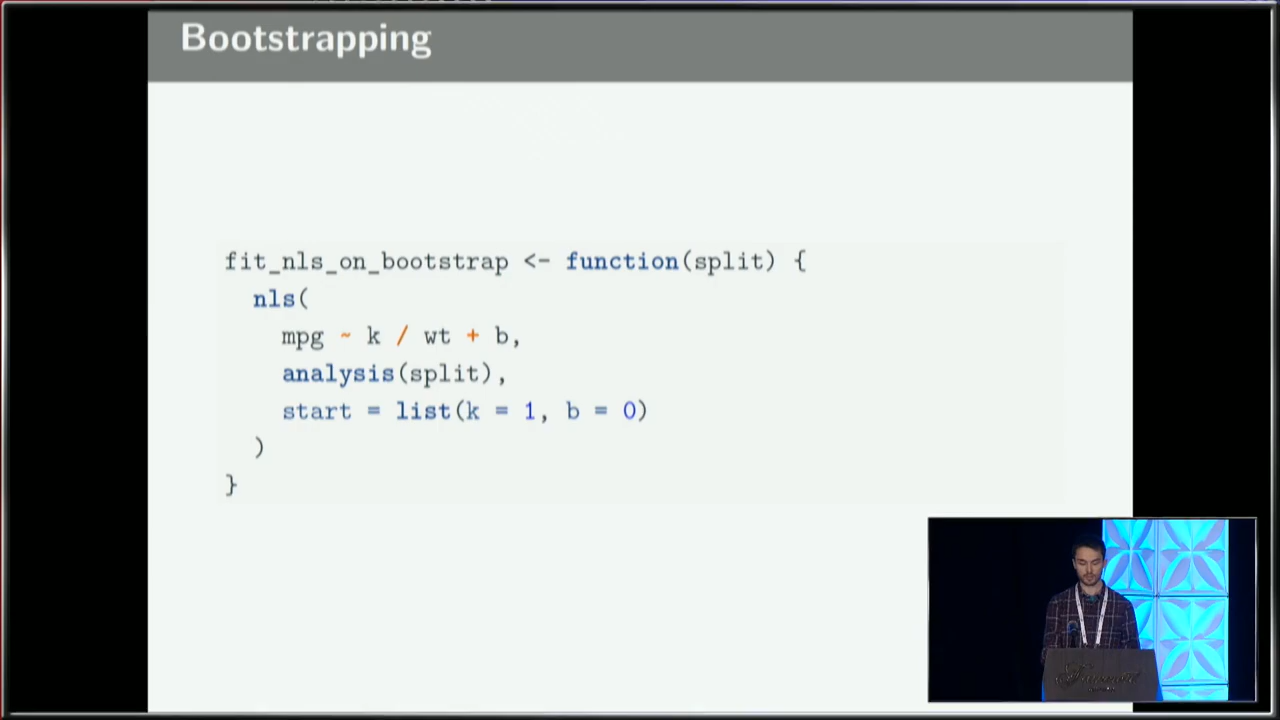 Bootstrapping
fit_nls_on_bootstrap <- function(split) {
nls(
mpg ~ k / wt + b,
analysis(split),
start = list(k = 1, b = 0)
)
}